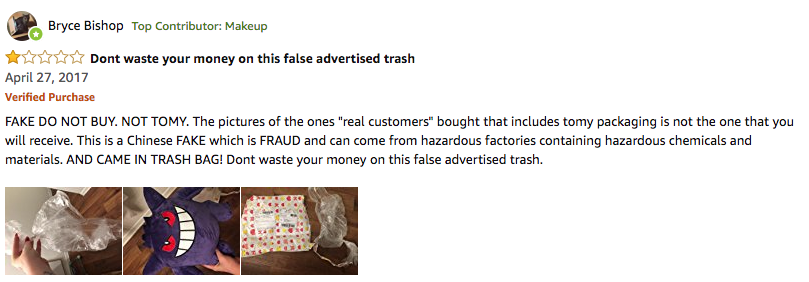 Bryce Bishop Top Contributor: Makeup
Dont waste your money on this false advertised trash
April 27, 2017
Verified Purchase
FAKE DO NOT BUY. NOT TOMY. The pictures of the ones "real customers" bought that includes tomy packaging is not the one that you
will receive. This is a Chinese FAKE which is FRAUD and can come from hazardous factories containing hazardous chemicals and
materials. AND CAME IN TRASH BAG! Dont waste your money on this false advertised trash.